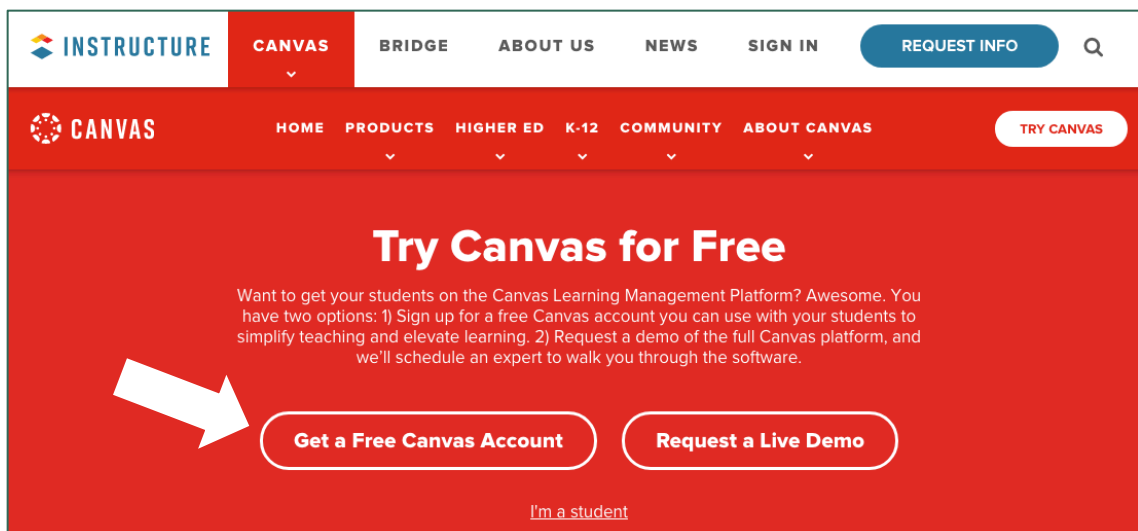 INSTRUCTURE CANVAS BRIDGE ABOUT US NEWS SIGN IN REQUEST INFO
CANVAS HOME PRODUCTS HIGHER ED K-12 COMMUNITY ABOUT CANVAS TRY CANVAS
Try Canvas for Free
Want to get your students on the Canvas Learning Management Platform? Awesome. You
have two options: 1) Sign up for a free Canvas account you can use with your students to
simplify teaching and elevate learning. 2) Request a demo of the full Canvas platform, and
we'll schedule an expert to walk you through the software.
Get a Free Canvas Account Request a Live Demo
I'm a student